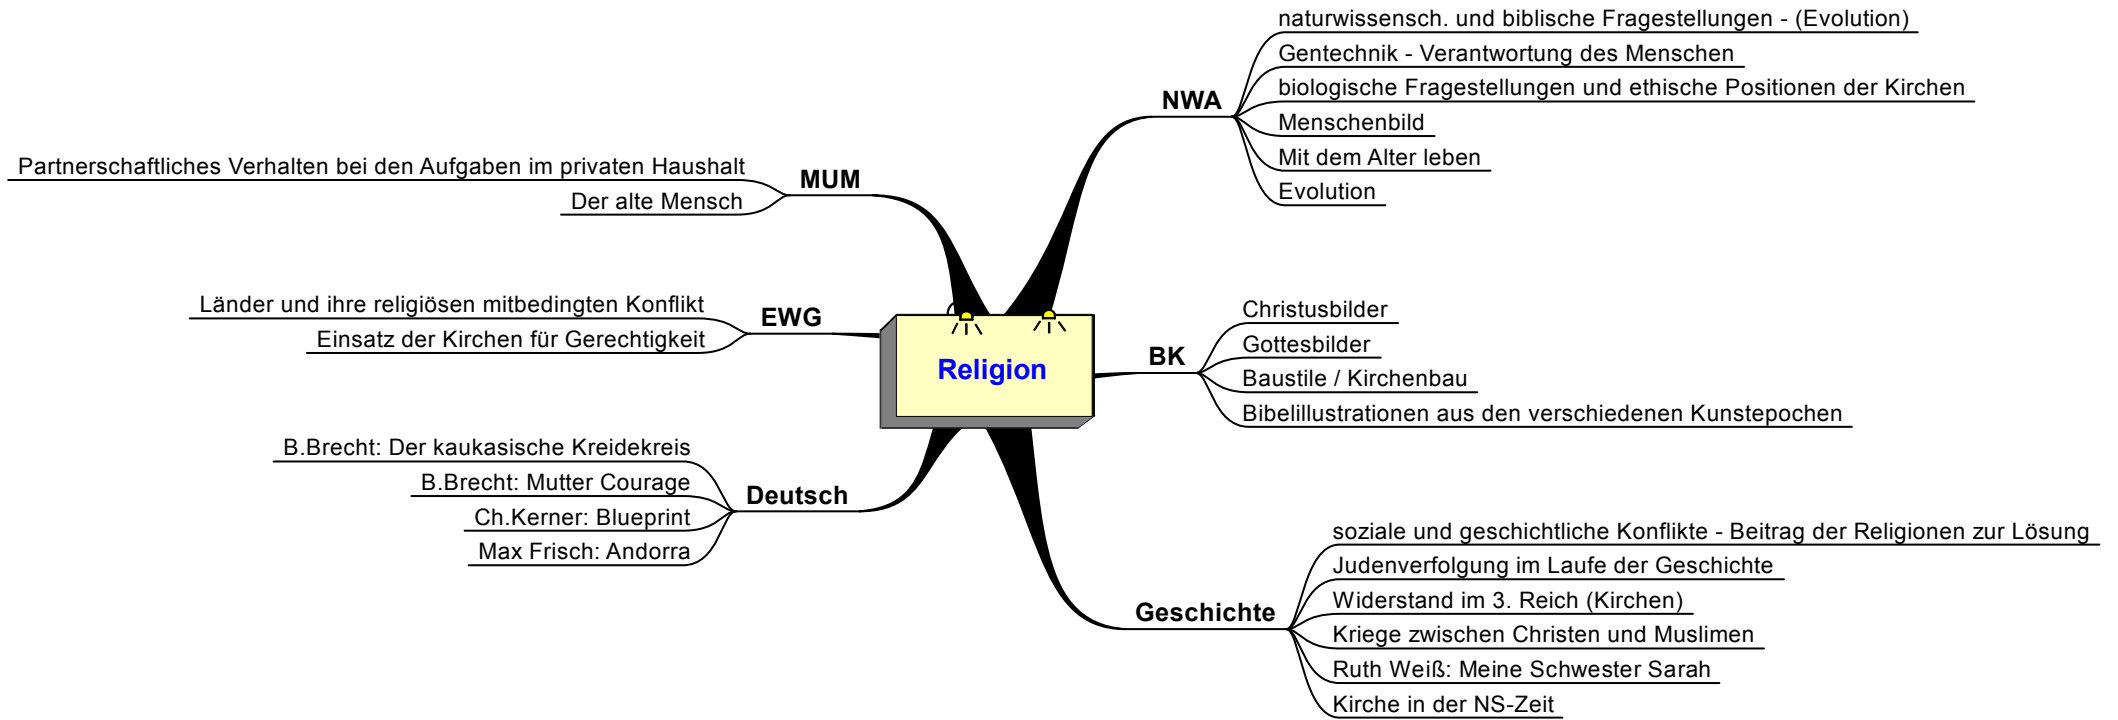 Religion
NWA
naturwissensch. und biblische Fragestellungen - (Evolution)
Gentechnik - Verantwortung des Menschen
biologische Fragestellungen und ethische Positionen der Kirchen
Menschenbild
Mit dem Alter leben
Evolution
BK
Christusbilder
Gottesbilder
Baustile / Kirchenbau
Bibelillustrationen aus den verschiedenen Kunstepochen
Geschichte
soziale und geschichtliche Konflikte - Beitrag der Religionen zur Lösung
Judenverfolgung im Laufe der Geschichte
Widerstand im 3. Reich (Kirchen)
Kriege zwischen Christen und Muslimen
Ruth Weiß: Meine Schwester Sarah
Kirche in der NS-Zeit
MUM
Partnerschaftliches Verhalten bei den Aufgaben im privaten Haushalt
Der alte Mensch
EWG
Länder und ihre religiösen mitbedingten Konflikt
Einsatz der Kirchen für Gerechtigkeit
Deutsch
B.Brecht: Der kaukasische Kreidekreis
B.Brecht: Mutter Courage
Ch.Kerner: Blueprint
Max Frisch: Andorra